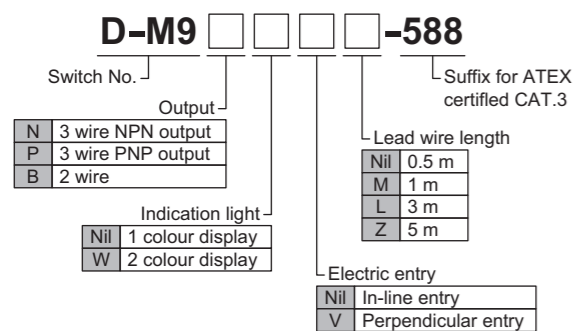 D-M9 □ □ □ □ -588
Switch No.
Suffix for ATEX
certifled CAT.3
Output
N 3 wire NPN output
P 3 wire PNP output
B 2 wire
Lead wire length
Nil 0.5 m
M 1 m
L 3 m
Z 5 m
Indication light
Nil 1 colour display
W 2 colour display
Electric entry
Nil In-line entry
V Perpendicular entry